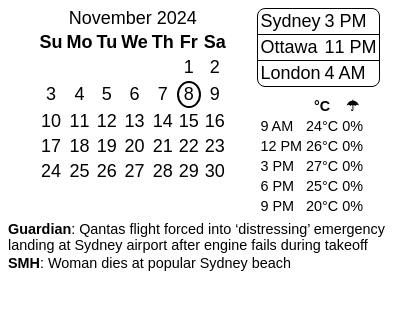 November 2024
Su Mo Tu We Th Fr Sa
1 2
3 4 5 6 7 8 9
10 11 12 13 14 15 16
17 18 19 20 21 22 23
24 25 26 27 28 29 30
Sydney 3 PM
Ottawa 11 PM
London 4 AM
°C ☂
9 AM 24°C 0%
12 PM 26°C 0%
3 PM 27°C 0%
6 PM 25°C 0%
9 PM 20°C 0%
Guardian: Qantas flight forced into ‘distressing’ emergency
landing at Sydney airport after engine fails during takeoff
SMH: Woman dies at popular Sydney beach